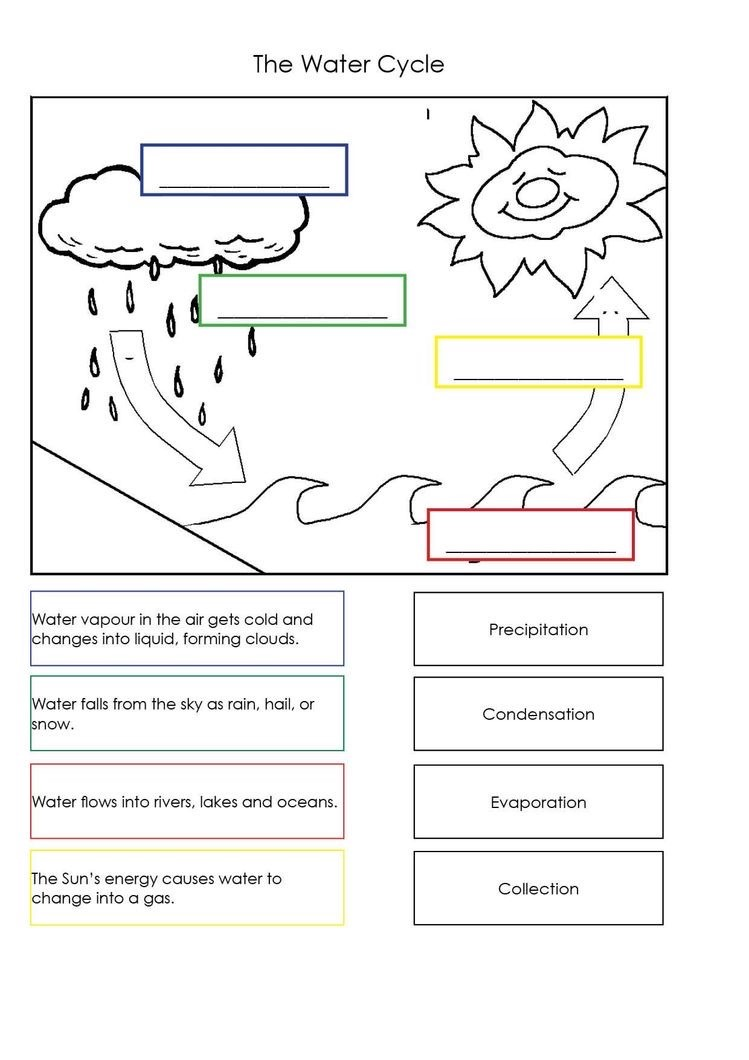 The Water Cycle
Water vapour in the air gets cold and
changes into liquid, forming clouds.
Precipitation
Water falls from the sky as rain, hail, or
snow.
Condensation
Water flows into rivers, lakes and oceans.
Evaporation
The Sun's energy causes water to
change into a gas.
Collection